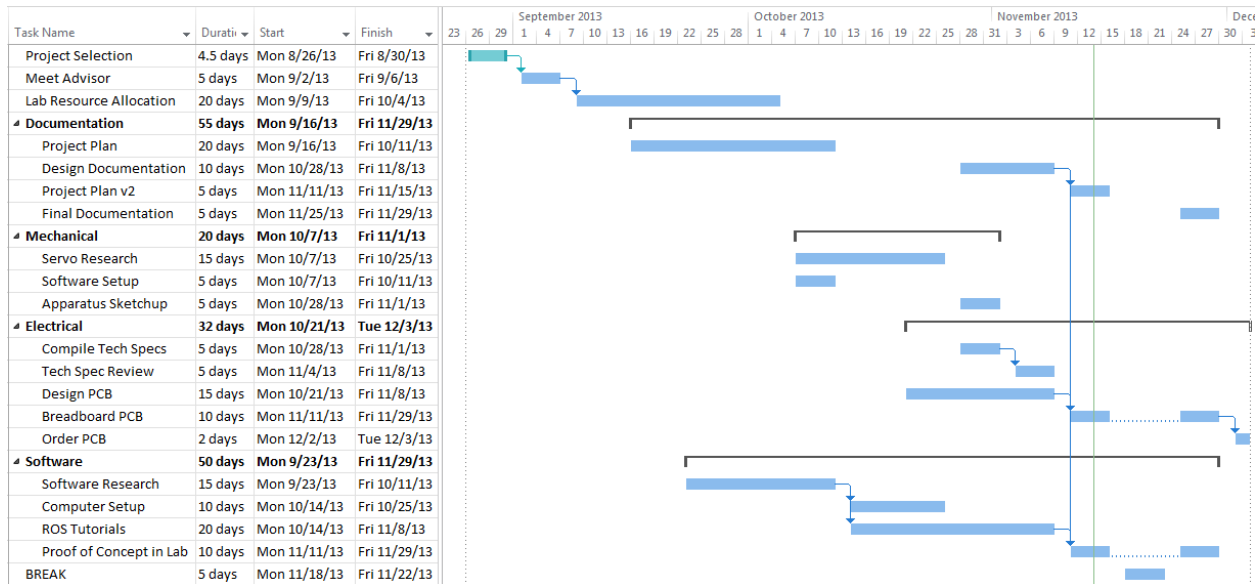 September 2013 October 2013 November 2013 Dec
Task Name Durati Start Finish 23 26 29 1 4 7 10 13 16 19 22 25 28 1 4 7 10 13 16 19 22 25 28 31 3 6 9 12 15 18 21 24 27 30 3
Project Selection 4.5 days Mon 8/26/13 Fri 8/30/13
Meet Advisor 5 days Mon 9/2/13 Fri 9/6/13
Lab Resource Allocation 20 days Mon 9/9/13 Fri 10/4/13
Documentation 55 days Mon 9/16/13 Fri 11/29/13
Project Plan 20 days Mon 9/16/13 Fri 10/11/13
Design Documentation 10 days Mon 10/28/13 Fri 11/8/13
Project Plan v2 5 days Mon 11/11/13 Fri 11/15/13
Final Documentation 5 days Mon 11/25/13 Fri 11/29/13
Mechanical 20 days Mon 10/7/13 Fri 11/1/13
Servo Research 15 days Mon 10/7/13 Fri 10/25/13
Software Setup 5 days Mon 10/7/13 Fri 10/11/13
Apparatus Sketchup 5 days Mon 10/28/13 Fri 11/1/13
Electrical 32 days Mon 10/21/13 Tue 12/3/13
Compile Tech Specs 5 days Mon 10/28/13 Fri 11/1/13
Tech Spec Review 5 days Mon 11/4/13 Fri 11/8/13
Design PCB 15 days Mon 10/21/13 Fri 11/8/13
Breadboard PCB 10 days Mon 11/11/13 Fri 11/29/13
Order PCB 2 days Mon 12/2/13 Tue 12/3/13
Software 50 days Mon 9/23/13 Fri 11/29/13
Software Research 15 days Mon 9/23/13 Fri 10/11/13
Computer Setup 10 days Mon 10/14/13 Fri 10/25/13
ROS Tutorials 20 days Mon 10/14/13 Fri 11/8/13
Proof of Concept in Lab 10 days Mon 11/11/13 Fri 11/29/13
BREAK 5 days Mon 11/18/13 Fri 11/22/13